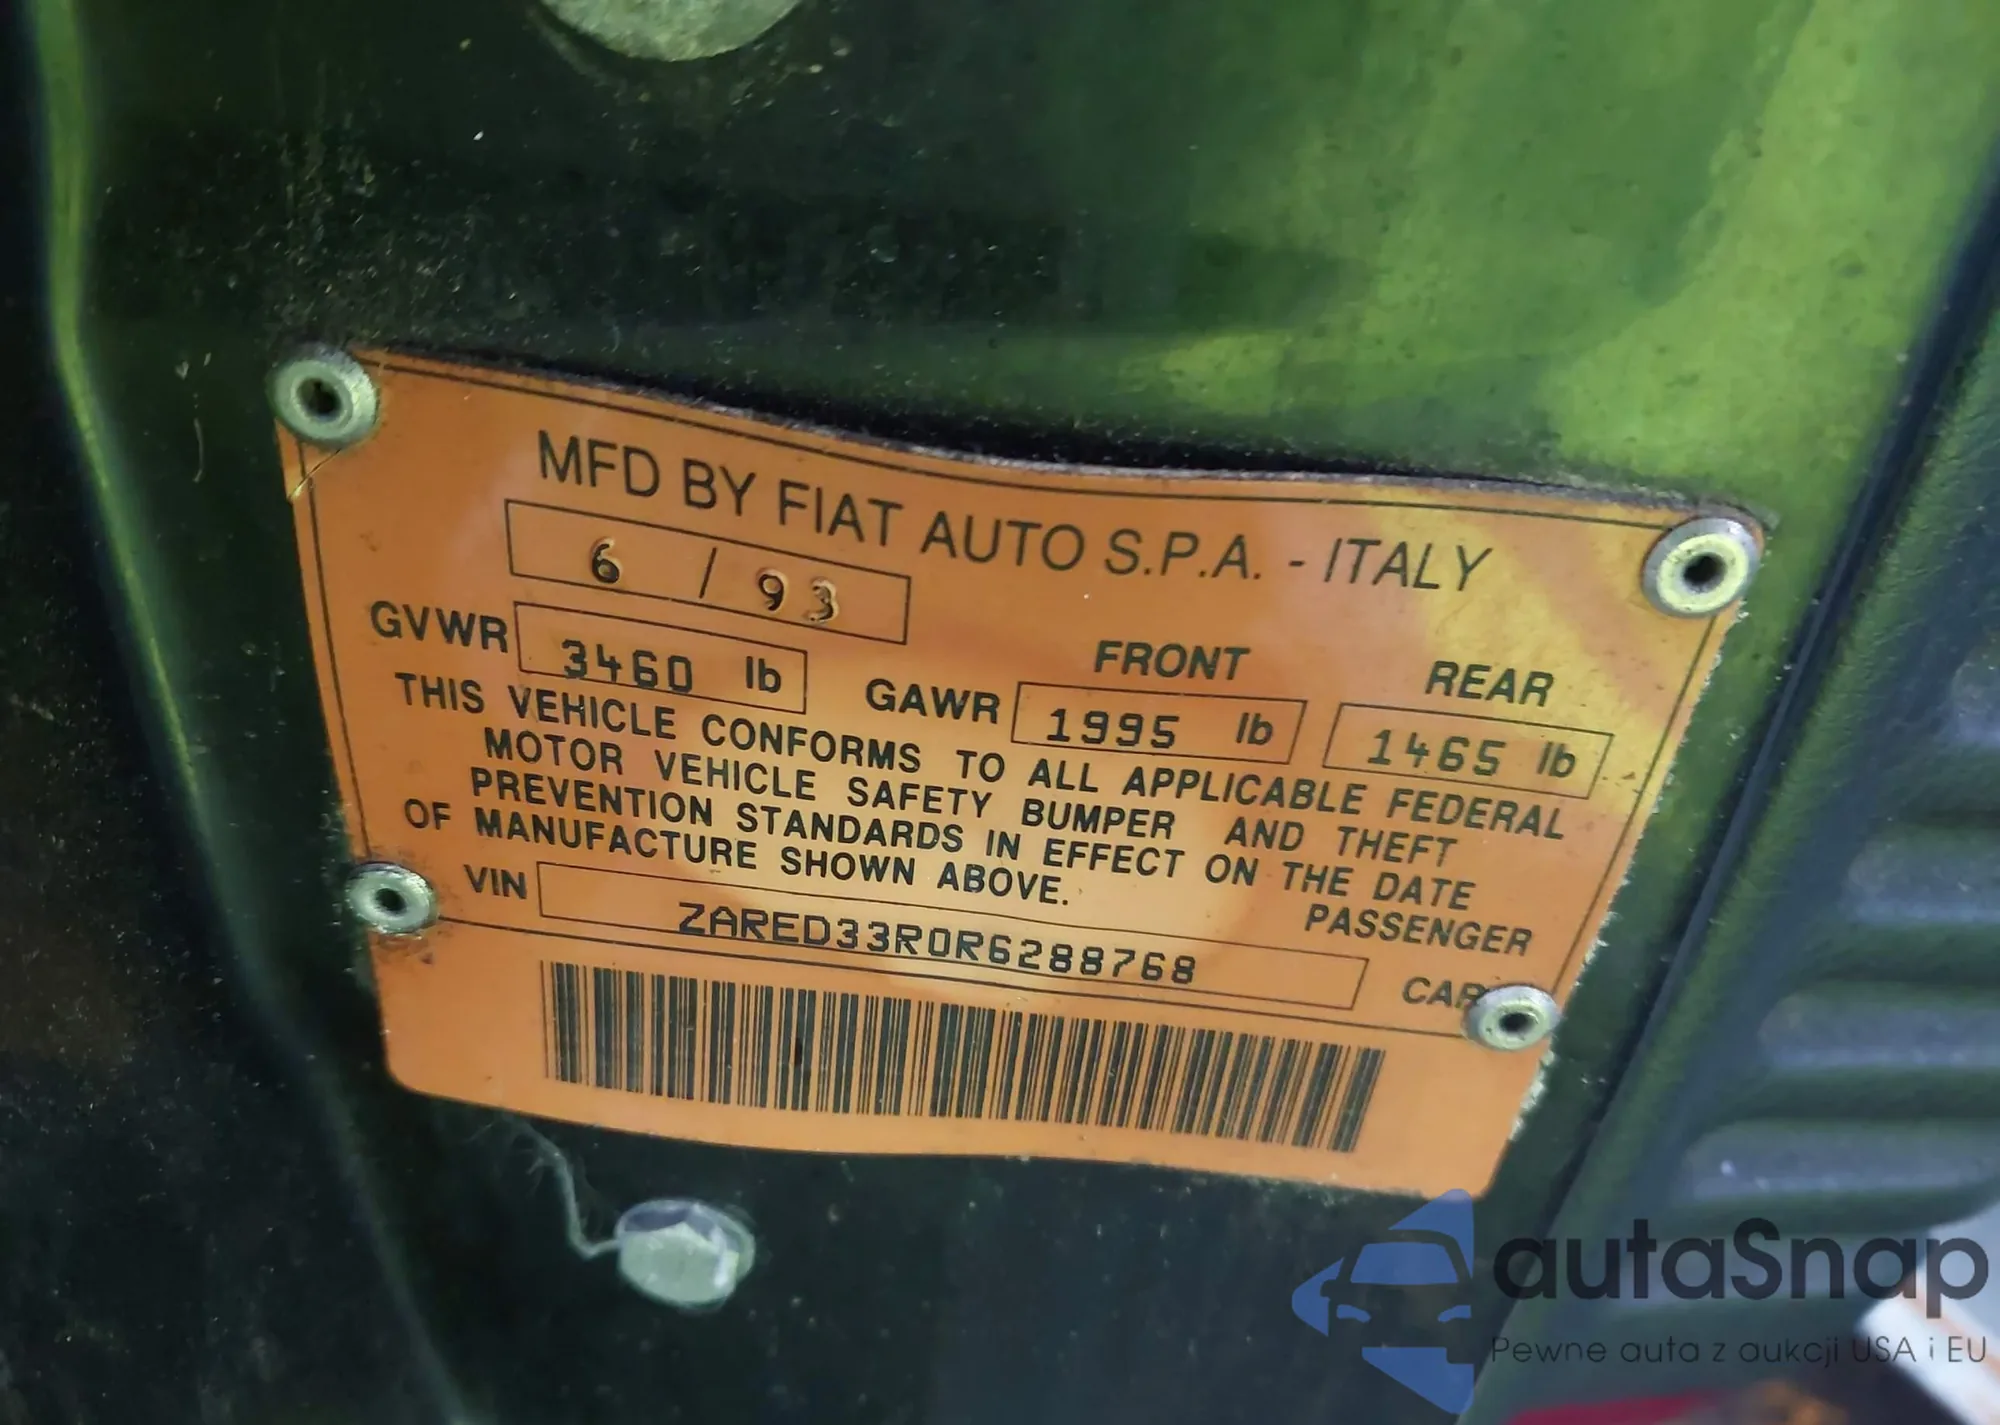 MFD BY FIAT AUTO S.P.A. - ITALY
6 / 93
GVWR 3460 lb
FRONT REAR
GAWR 1995 lb 1465 lb
THIS VEHICLE CONFORMS TO ALL APPLICABLE FEDERAL
MOTOR VEHICLE SAFETY BUMPER AND THEFT
PREVENTION STANDARDS IN EFFECT ON THE DATE
OF MANUFACTURE SHOWN ABOVE.
PASSENGER
VIN ZARED33R0R6288768 CAR
autaSnap
Pewne auta z aukcji USA i EU